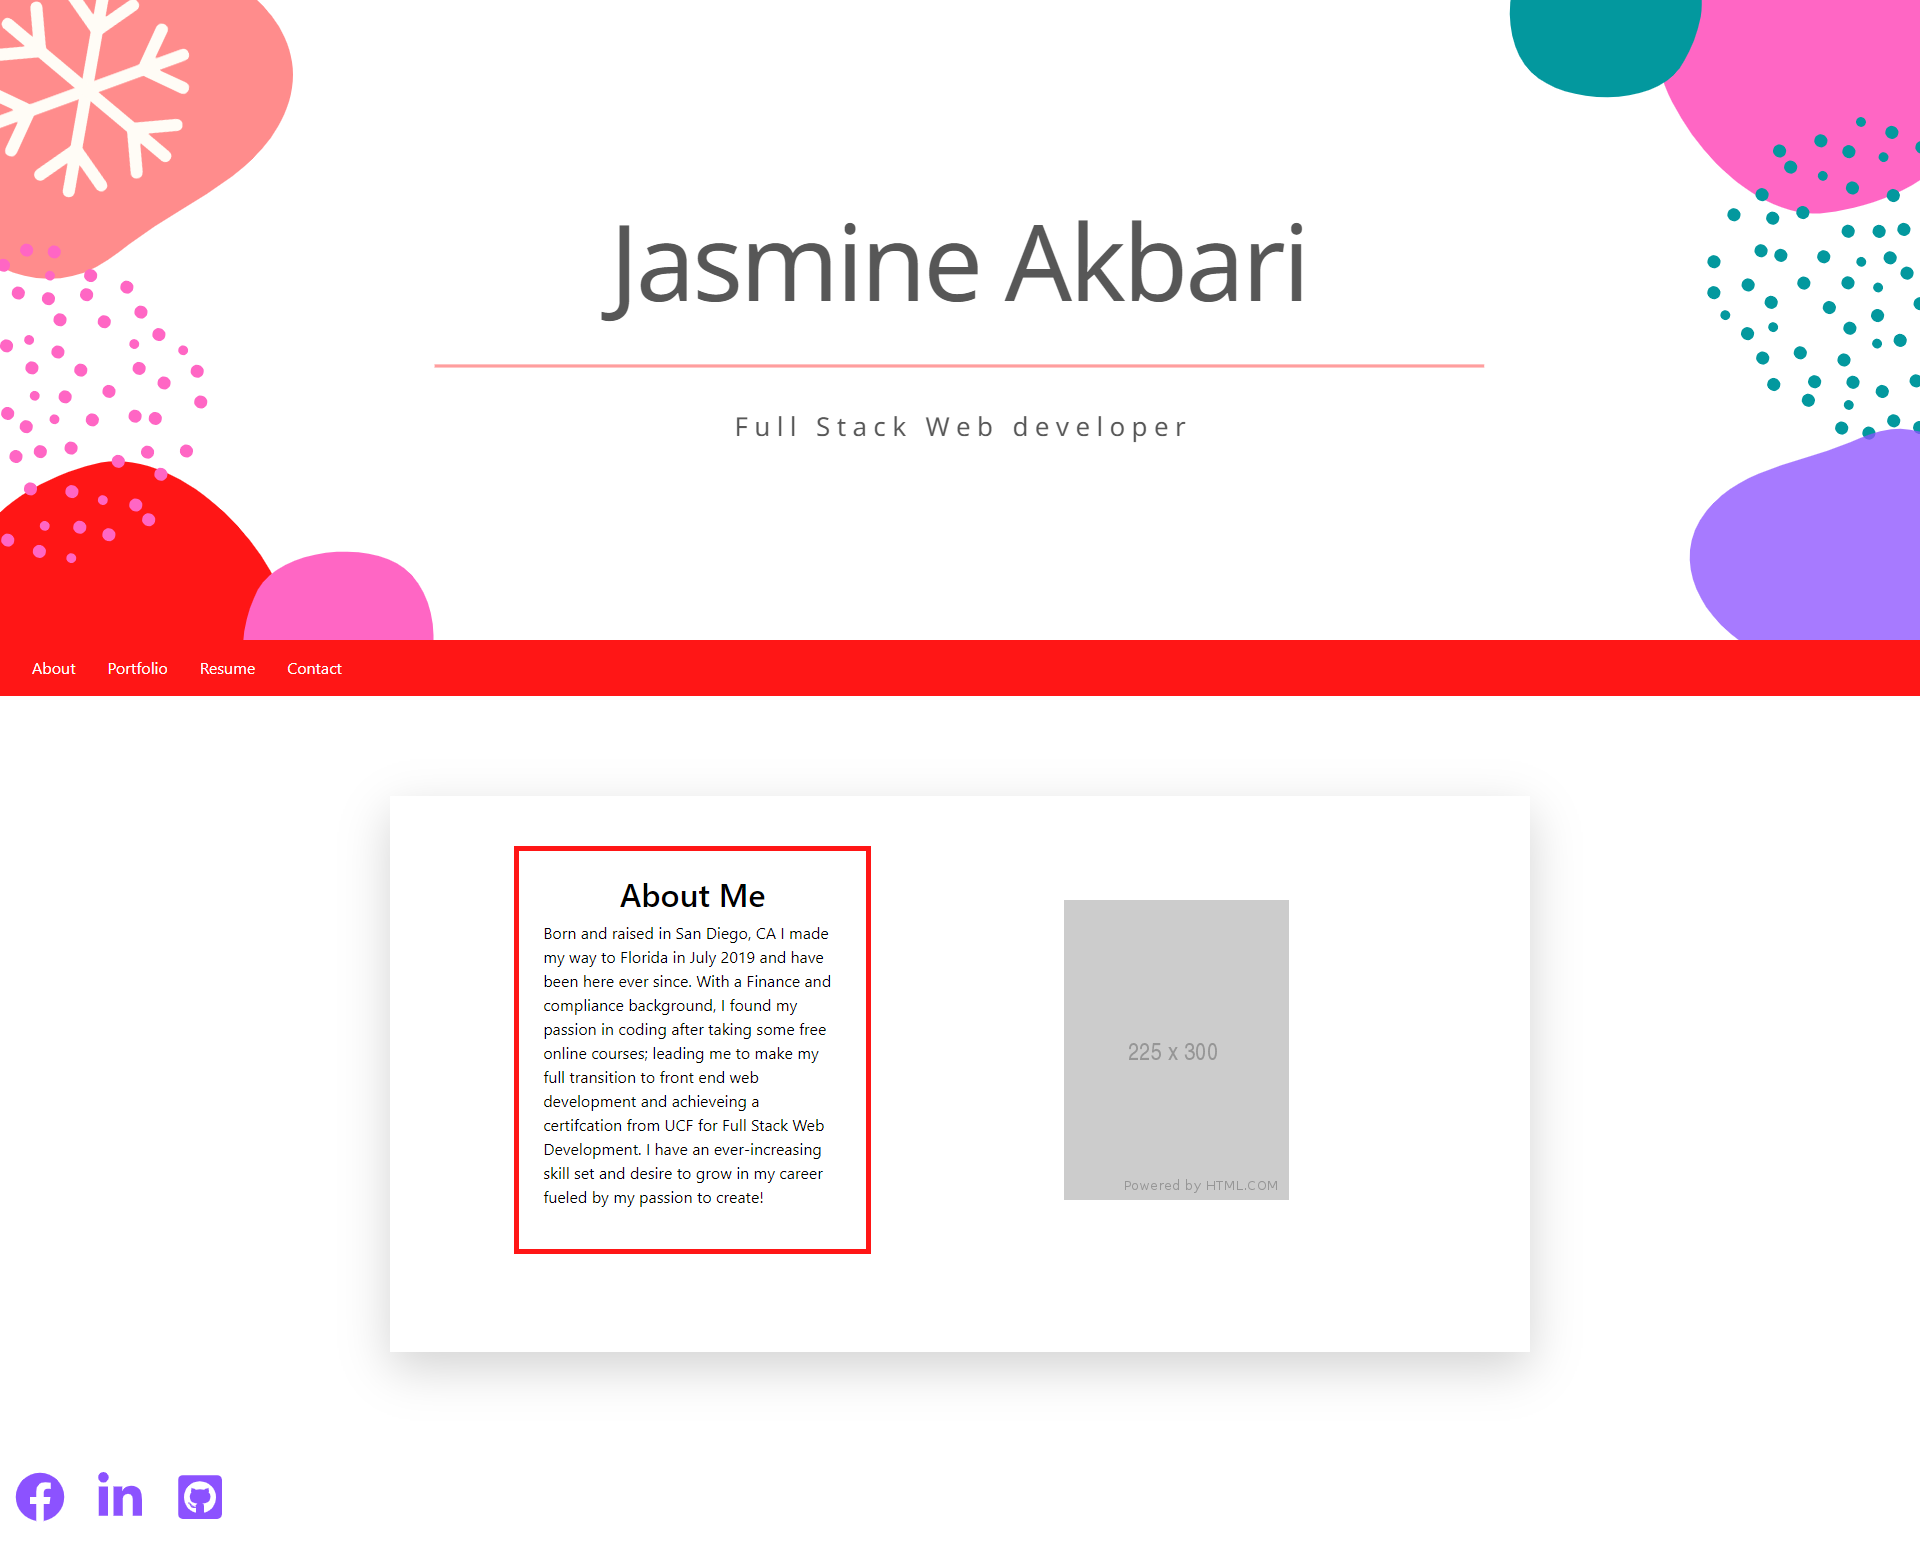 Jasmine Akbari
Full Stack Web developer
About
Portfolio
Resume
Contact
About Me
Born and raised in San Diego, CA I made
my way to Florida in July 2019 and have
been here ever since. With a Finance and
compliance background, I found my
passion in coding after taking some free
online courses; leading me to make my
full transition to front end web
development and achieveing a
certifcation from UCF for Full Stack Web
Development. I have an ever-increasing
skill set and desire to grow in my career
fueled by my passion to create!
225 x 300
Powered by HTML.COM
in